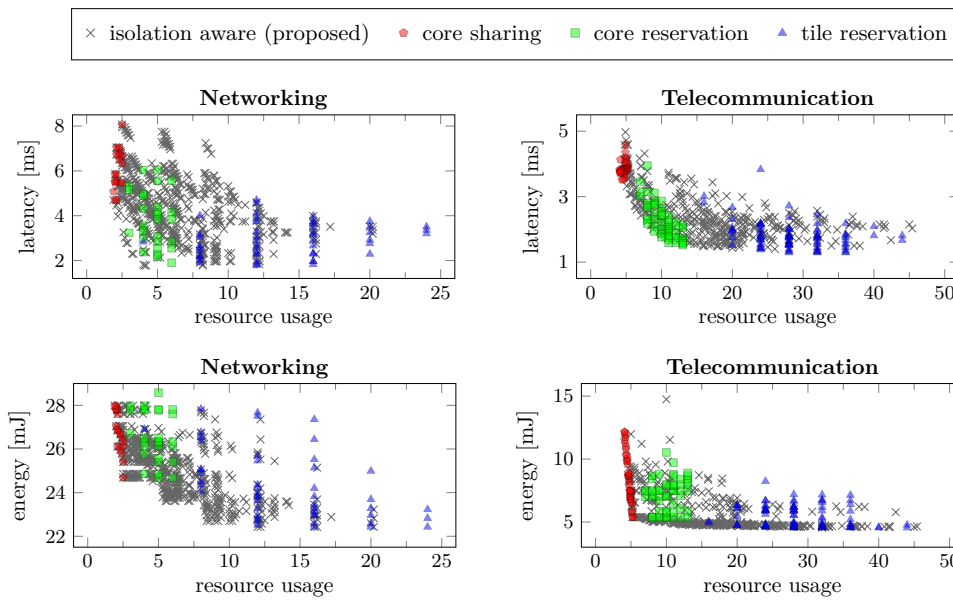 isolation aware (proposed) core sharing core reservation tile reservation
Networking Telecommunication
latency [ms]
8
6
4
2
0 5 10 15 20 25
resource usage
latency [ms]
5
3
1
0 10 20 30 40 50
resource usage
Networking Telecommunication
energy [mJ]
28
26
24
22
0 5 10 15 20 25
resource usage
energy [mJ]
15
10
5
0 10 20 30 40 50
resource usage